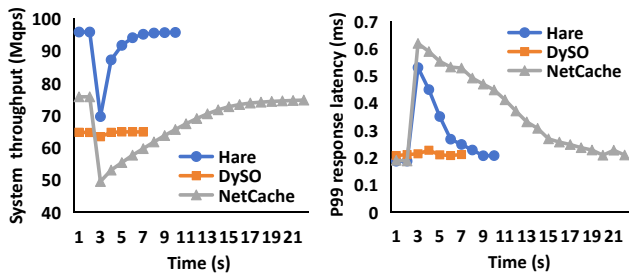 System throughput (Mqps)
100
90
80
70
60
50
40
Hare
DySO
NetCache
1 3 5 7 9 11 13 15 17 19 21
Time (s)
P99 response latency (ms)
0.7
0.6
0.5
0.4
0.3
0.2
0.1
0
Hare
DySO
NetCache
1 3 5 7 9 11 13 15 17 19 21
Time (s)